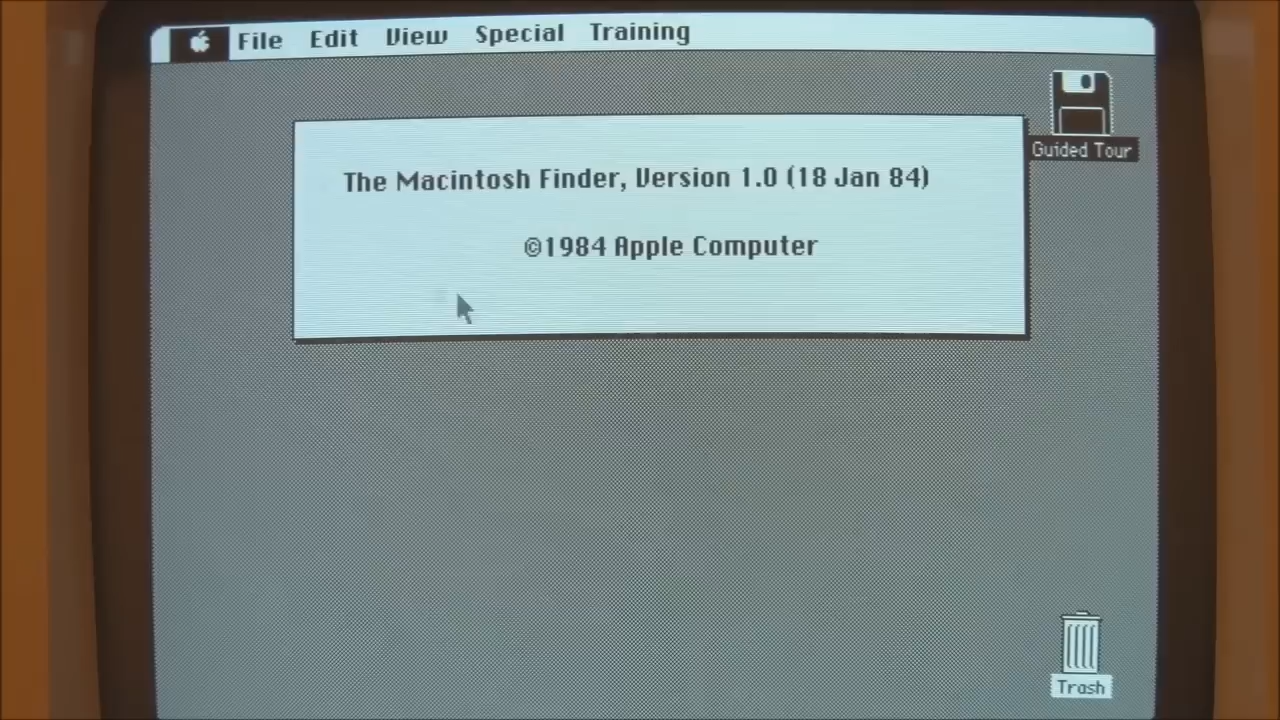 File Edit View Special Training
Guided Tour
The Macintosh Finder, Version 1.0 (18 Jan 84)
©1984 Apple Computer
Trash